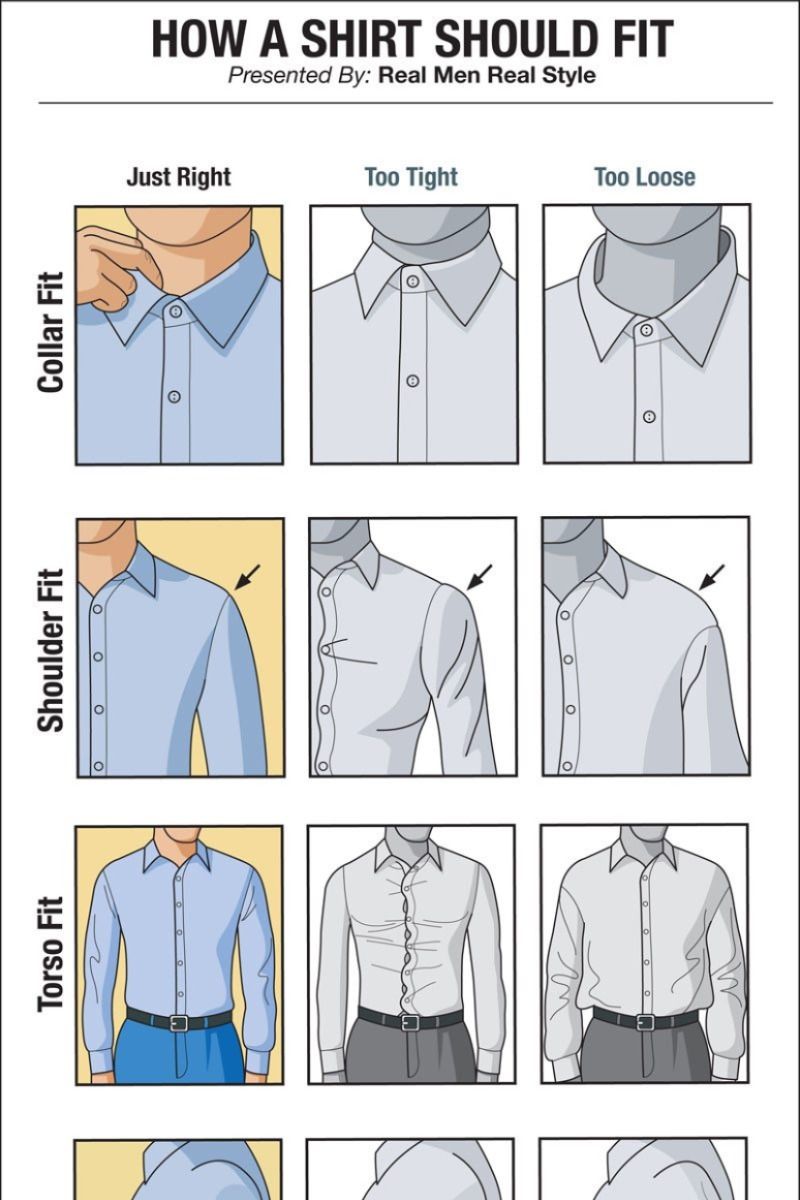 HOW A SHIRT SHOULD FIT
Presented By: Real Men Real Style
Just Right
Too Tight
Too Loose
Collar Fit
Shoulder Fit
Torso Fit